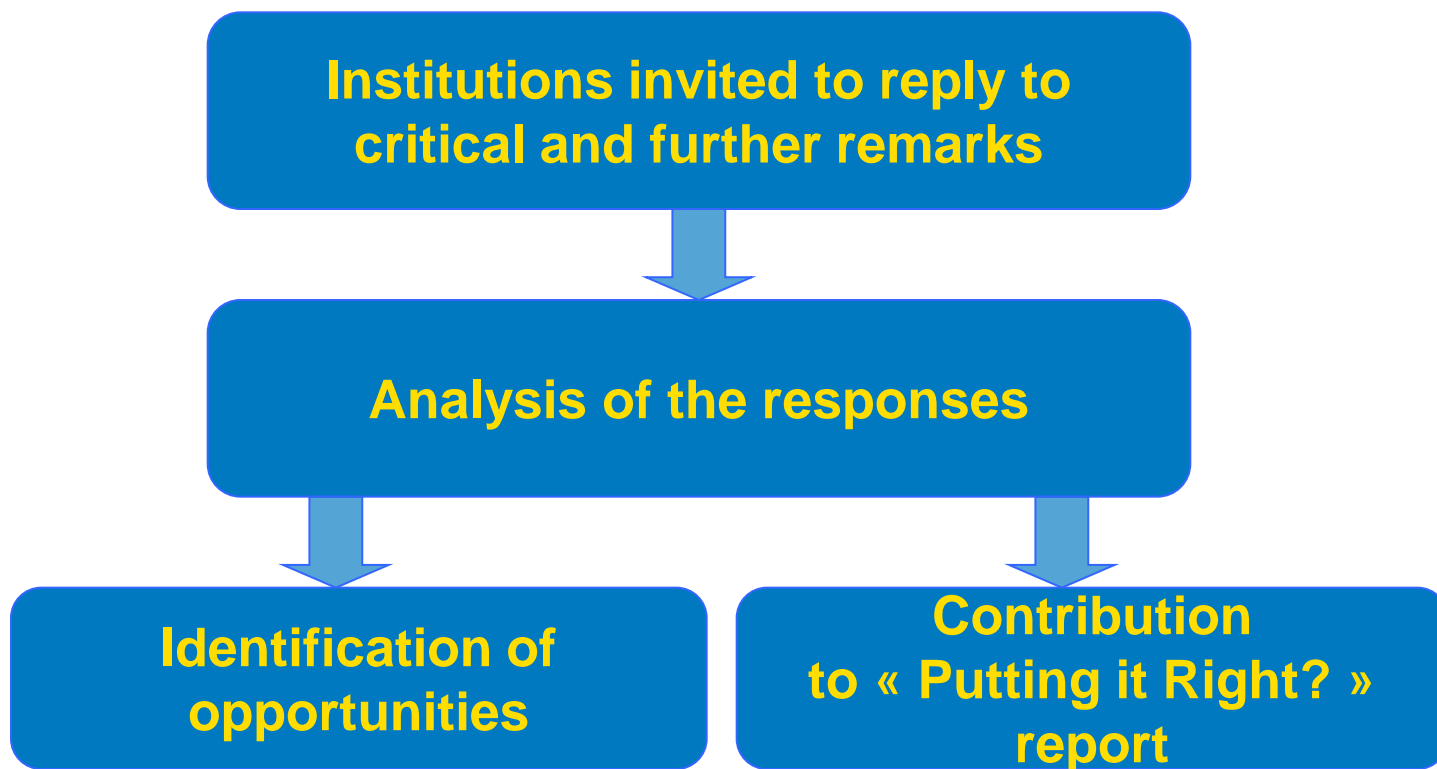 Institutions invited to reply to
critical and further remarks
Analysis of the responses
Identification of
opportunities
Contribution
to « Putting it Right? »
report